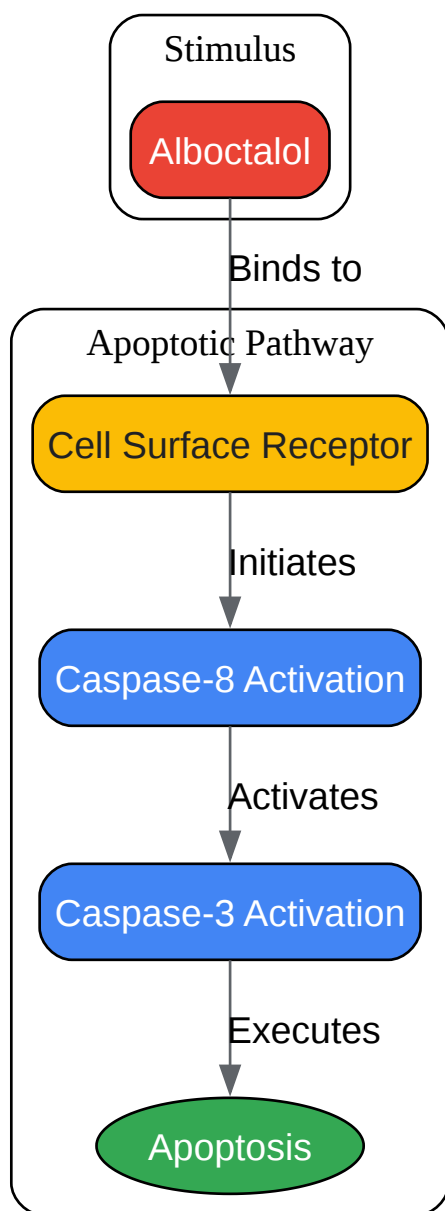 Stimulus
Alboctalol
Binds to
Apoptotic Pathway
Cell Surface Receptor
Initiates
Caspase-8 Activation
Activates
Caspase-3 Activation
Executes
Apoptosis